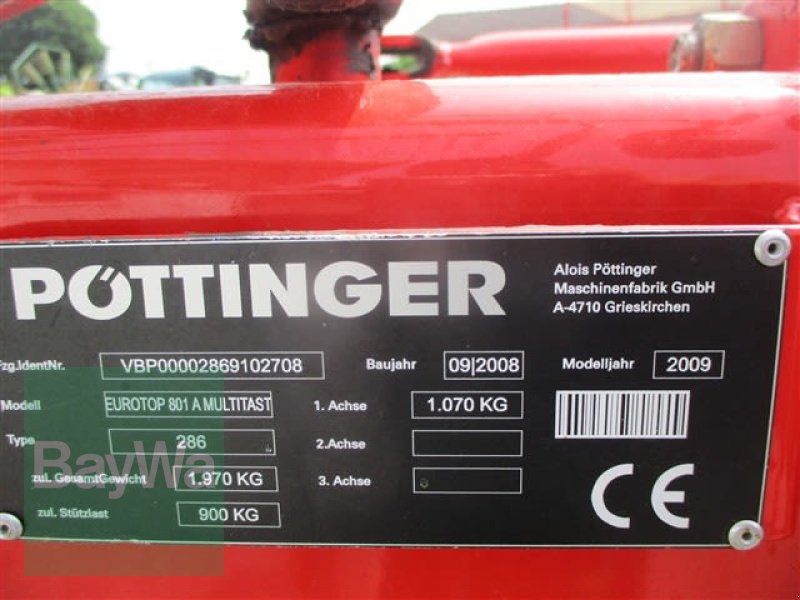 PÖTTINGER
Alois Pöttinger
Maschinenfabrik GmbH
A-4710 Grieskirchen
Fzg.IdentNr. VBP00002869102708 Baujahr 09|2008 Modelljahr 2009
Modell EUROTOP 801 A MULTITAST 1. Achse 1.070 KG
Type 286 2.Achse
zul. GesamtGewicht 1.970 KG 3. Achse
zul. Stützlast 900 KG
CE
BayWa